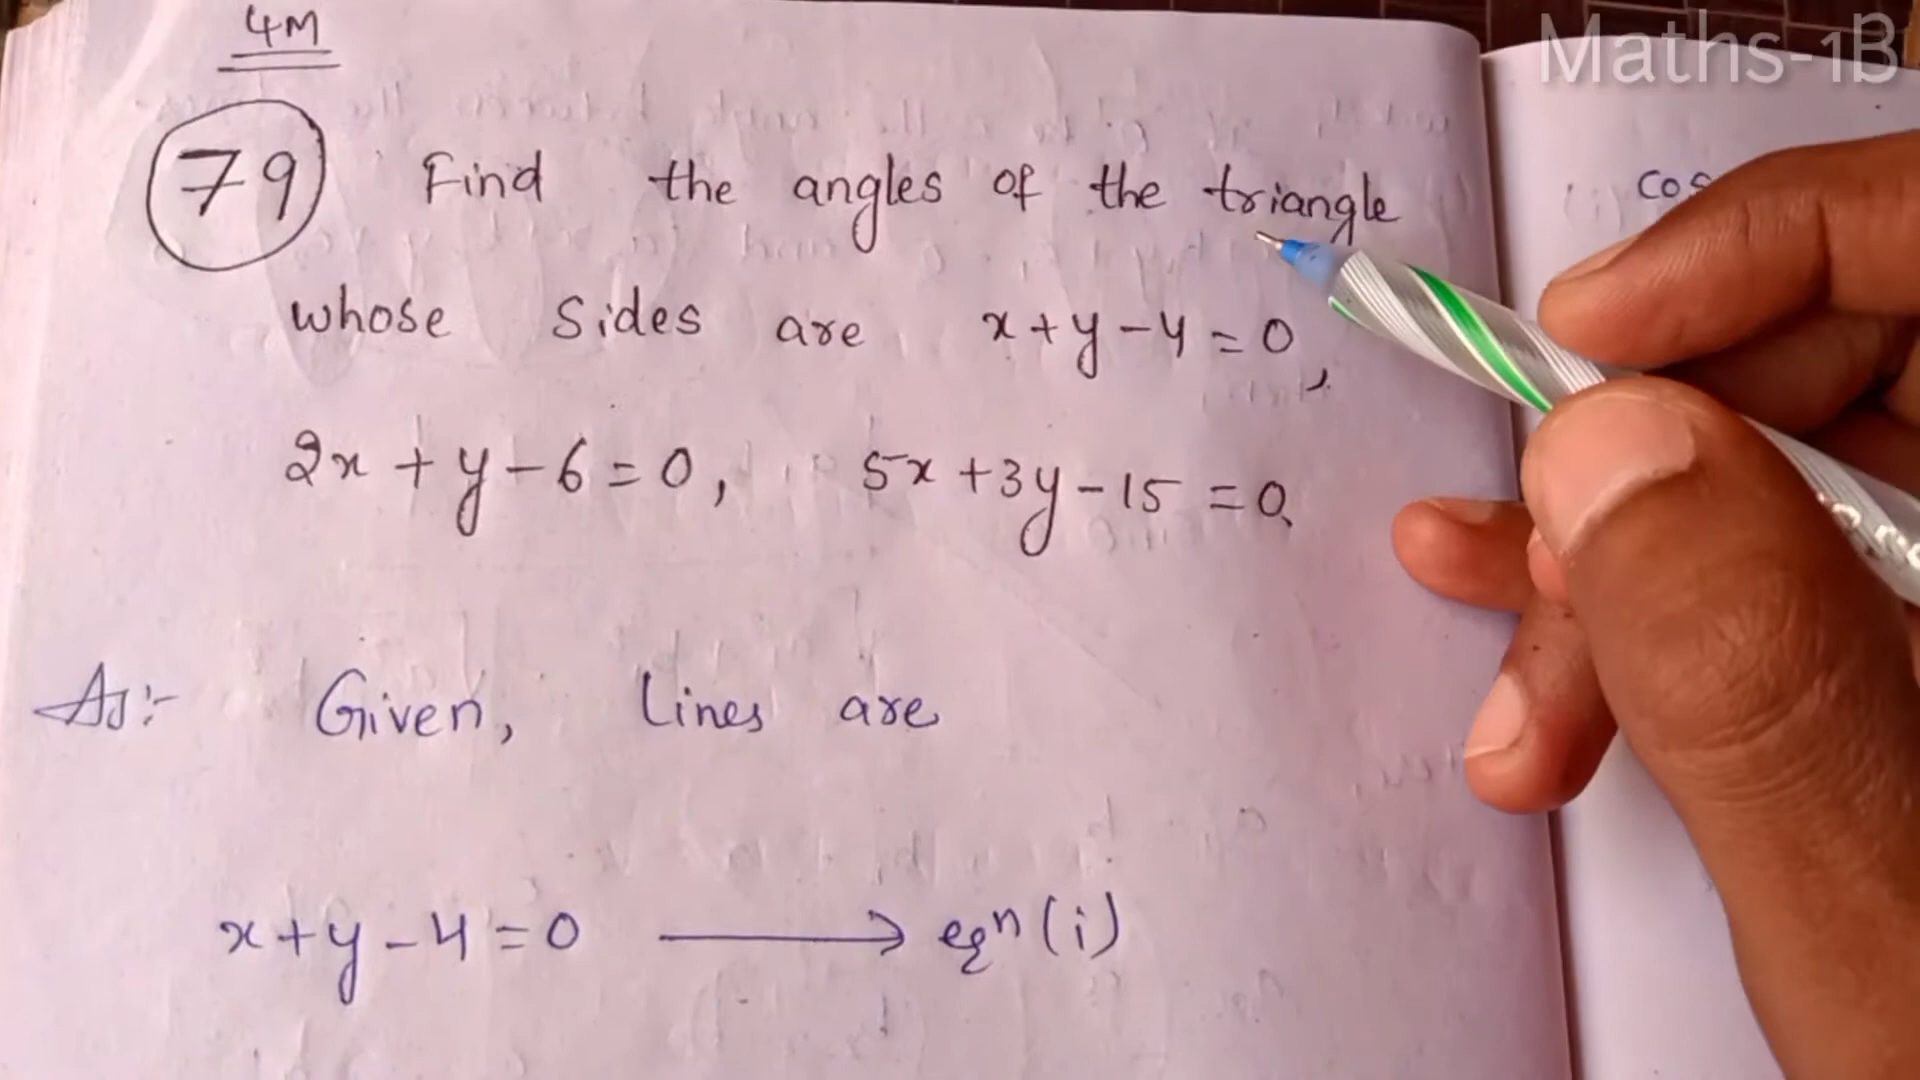 4M
Maths-1B
79 Find the angles of the triangle
whose sides are x+y-4=0,
2x+y-6=0, 5x+3y-15=0.
Given, lines are
x+y-4=0 ⟶ eqⁿ(i)
cos